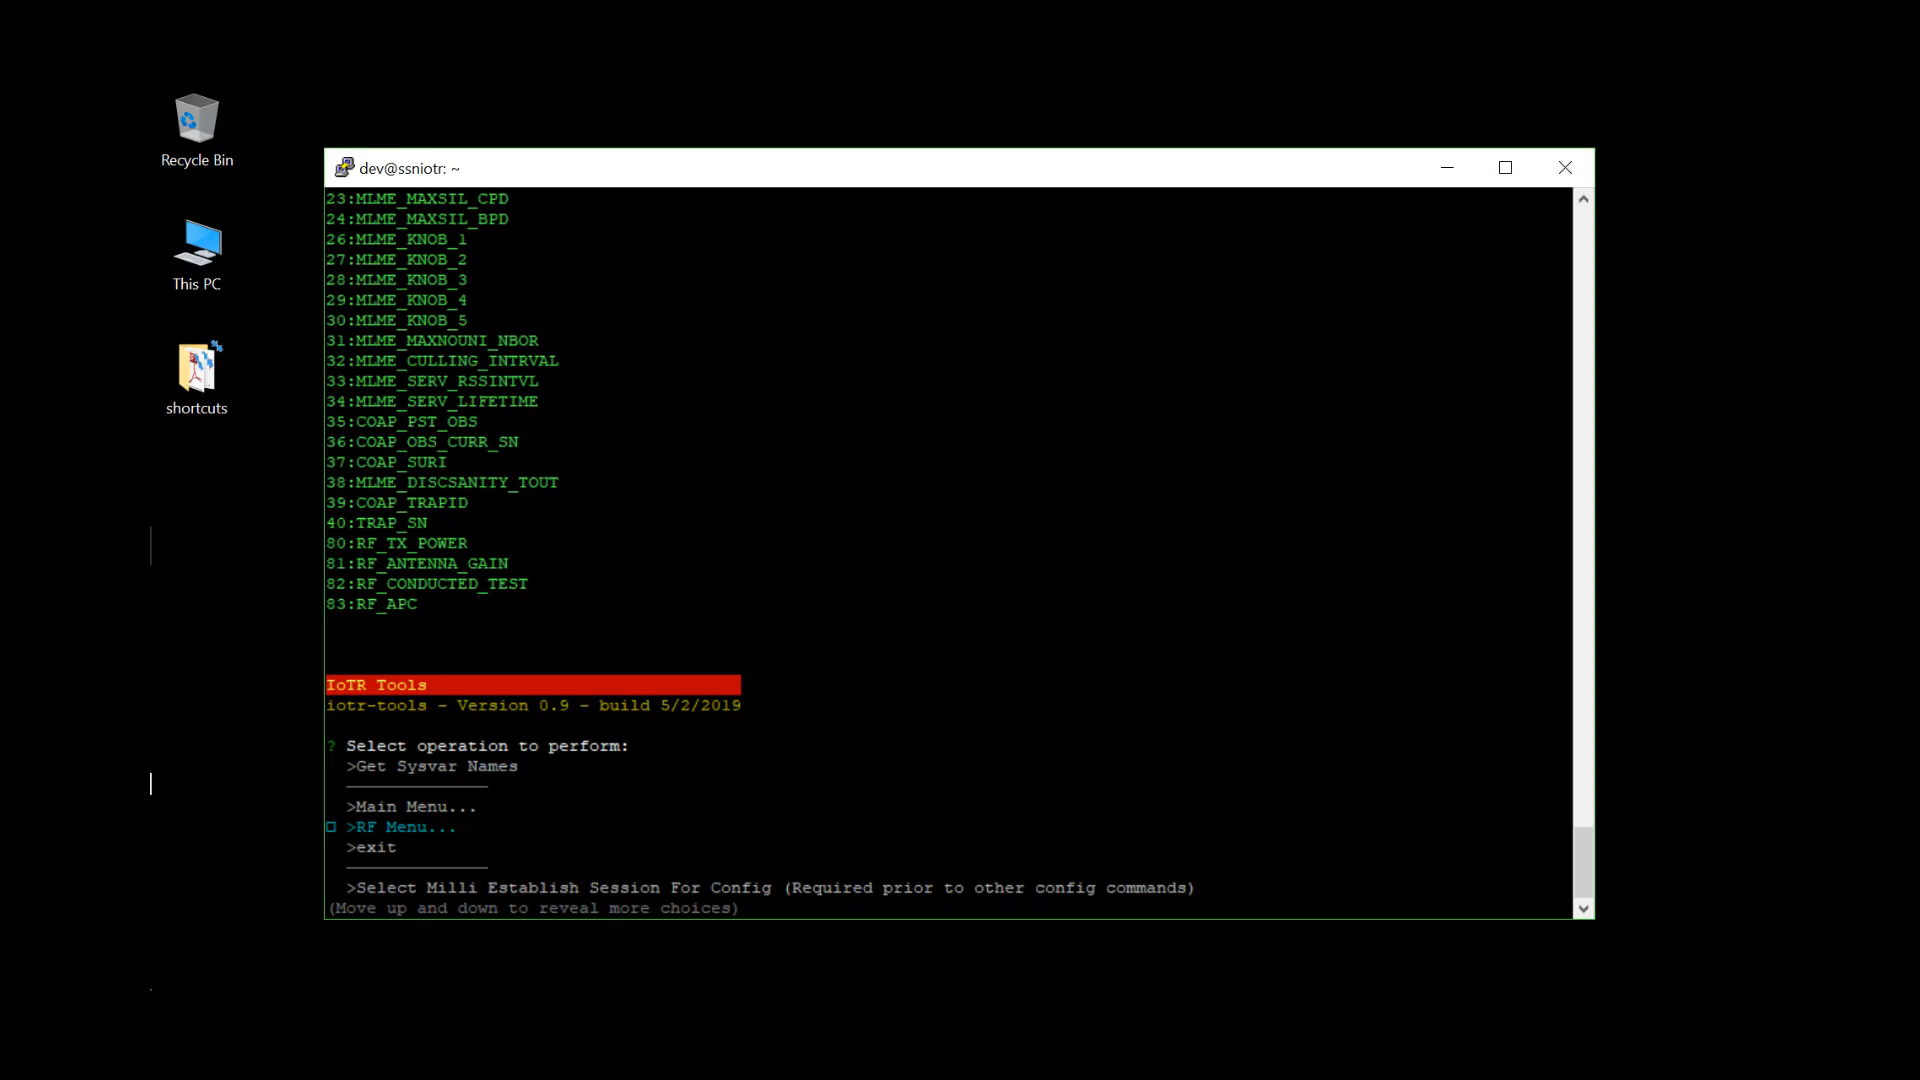 Recycle Bin
This PC
shortcuts
dev@ssniotr: ~
23:MLME_MAXSIL_CPD
24:MLME_MAXSIL_BPD
26:MLME_KNOB_1
27:MLME_KNOB_2
28:MLME_KNOB_3
29:MLME_KNOB_4
30:MLME_KNOB_5
31:MLME_MAXNOUNI_NBOR
32:MLME_CULLING_INTRVAL
33:MLME_SERV_RSSINTVL
34:MLME_SERV_LIFETIME
35:COAP_PST_OBS
36:COAP_OBS_CURR_SN
37:COAP_SURI
38:MLME_DISCSANITY_TOUT
39:COAP_TRAPID
40:TRAP_SN
80:RF_TX_POWER
81:RF_ANTENNA_GAIN
82:RF_CONDUCTED_TEST
83:RF_APC
IoTR Tools
iotr-tools - Version 0.9 - build 5/2/2019
? Select operation to perform:
>Get Sysvar Names
>Main Menu...
>RF Menu...
>exit
>Select Milli Establish Session For Config (Required prior to other config commands)
(Move up and down to reveal more choices)